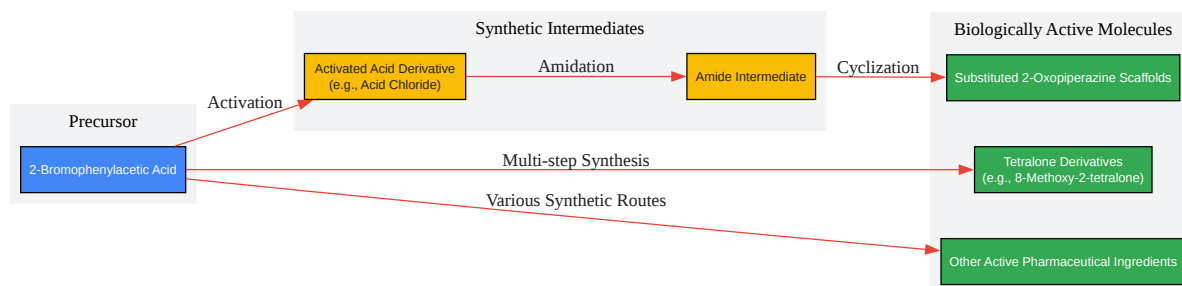 Synthetic Intermediates
Biologically Active Molecules
Activated Acid Derivative
(e.g., Acid Chloride)
Amidation
Amide Intermediate
Cyclization
Substituted 2-Oxopiperazine Scaffolds
Activation
Precursor
2-Bromophenylacetic Acid
Multi-step Synthesis
Tetralone Derivatives
(e.g., 8-Methoxy-2-tetralone)
Various Synthetic Routes
Other Active Pharmaceutical Ingredients